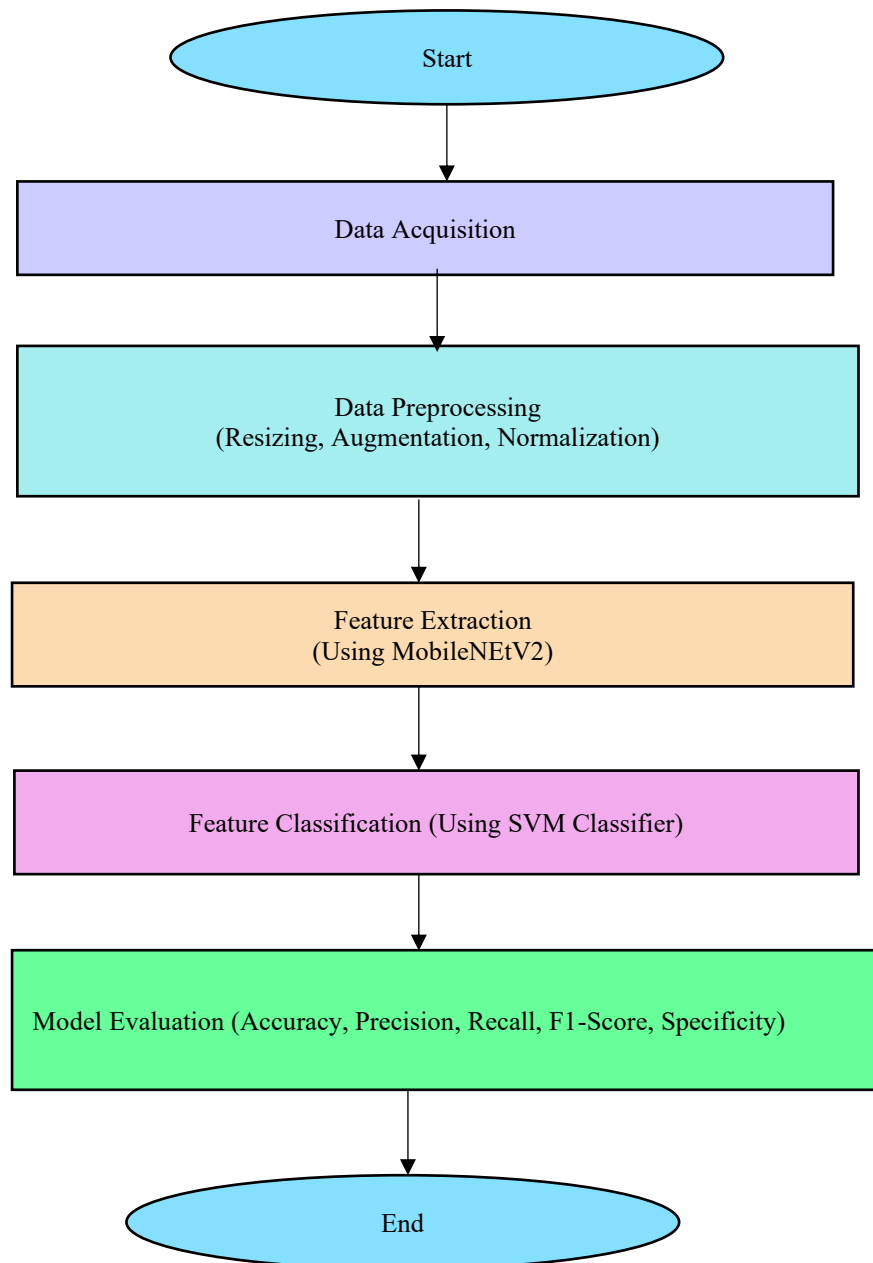 Start
Data Acquisition
Data Preprocessing
(Resizing, Augmentation, Normalization)
Feature Extraction
(Using MobileNEtV2)
Feature Classification (Using SVM Classifier)
Model Evaluation (Accuracy, Precision, Recall, F1-Score, Specificity)
End